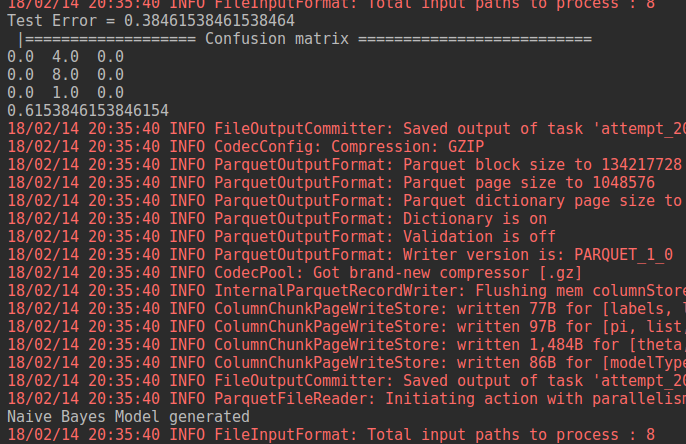 18/02/14 20:35:40 INFO FileInputFormat: Total input paths to process : 8
Test Error = 0.38461538461538464
|=================== Confusion matrix ==========================
0.0  4.0  0.0
0.0  8.0  0.0
0.0  1.0  0.0
0.6153846153846154
18/02/14 20:35:40 INFO FileOutputCommitter: Saved output of task 'attempt_20
18/02/14 20:35:40 INFO CodecConfig: Compression: GZIP
18/02/14 20:35:40 INFO ParquetOutputFormat: Parquet block size to 134217728
18/02/14 20:35:40 INFO ParquetOutputFormat: Parquet page size to 1048576
18/02/14 20:35:40 INFO ParquetOutputFormat: Parquet dictionary page size to
18/02/14 20:35:40 INFO ParquetOutputFormat: Dictionary is on
18/02/14 20:35:40 INFO ParquetOutputFormat: Validation is off
18/02/14 20:35:40 INFO ParquetOutputFormat: Writer version is: PARQUET_1_0
18/02/14 20:35:40 INFO CodecPool: Got brand-new compressor [.gz]
18/02/14 20:35:40 INFO InternalParquetRecordWriter: Flushing mem columnStore
18/02/14 20:35:40 INFO ColumnChunkPageWriteStore: written 77B for [labels, l
18/02/14 20:35:40 INFO ColumnChunkPageWriteStore: written 97B for [pi, list,
18/02/14 20:35:40 INFO ColumnChunkPageWriteStore: written 1,484B for [theta,
18/02/14 20:35:40 INFO ColumnChunkPageWriteStore: written 86B for [modelType
18/02/14 20:35:40 INFO FileOutputCommitter: Saved output of task 'attempt_20
18/02/14 20:35:40 INFO ParquetFileReader: Initiating action with parallelism
Naive Bayes Model generated
18/02/14 20:35:40 INFO FileInputFormat: Total input paths to process : 8